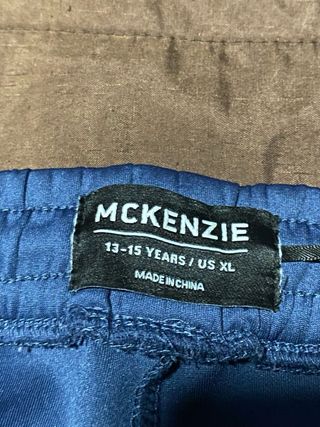 MCKENZIE
13-15 YEARS / US XL
MADE IN CHINA